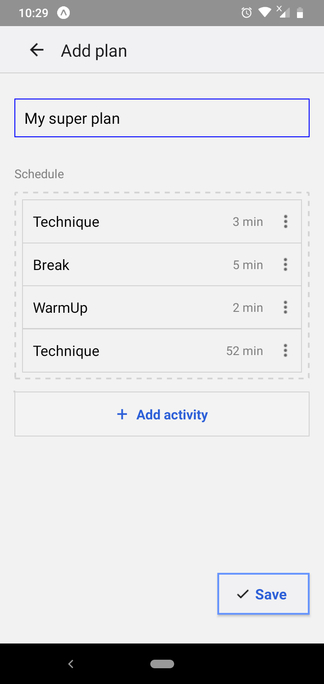 10:29
Add plan
My super plan
Schedule
Technique 3 min
Break 5 min
WarmUp 2 min
Technique 52 min
+ Add activity
Save